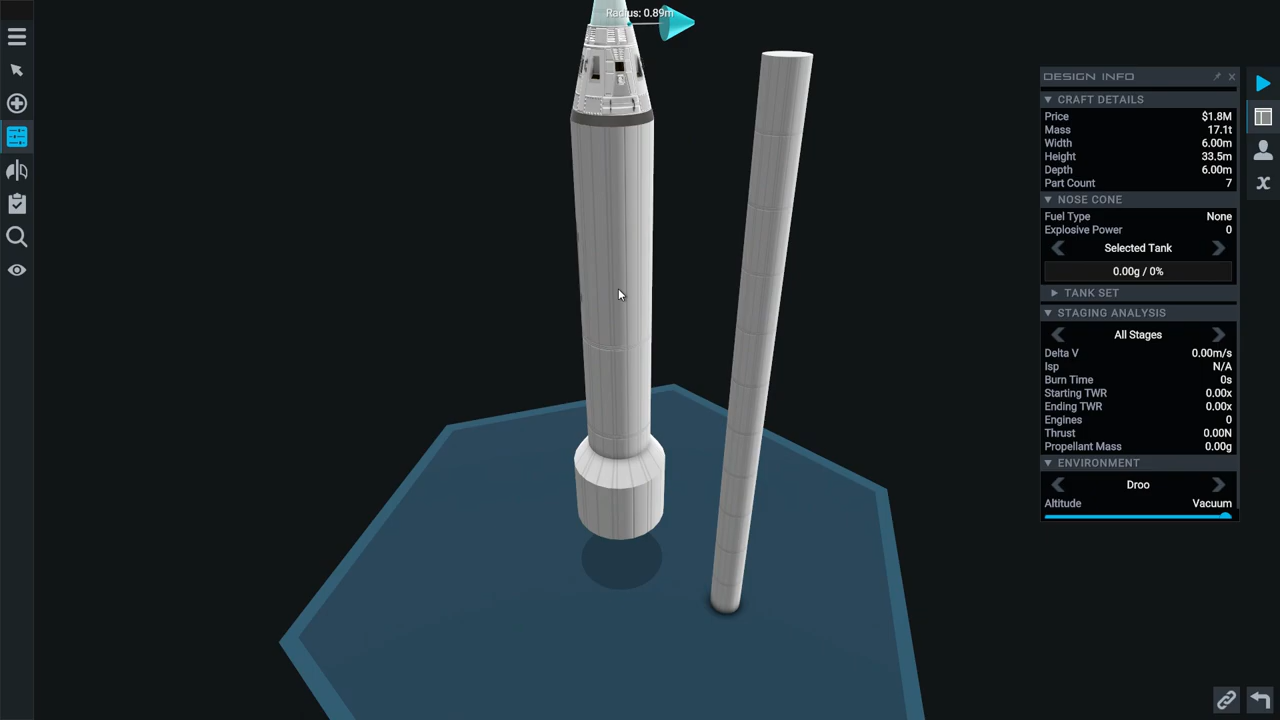 Radius: 0.89m
DESIGN INFO
CRAFT DETAILS
Price $1.8M
Mass 17.1t
Width 6.00m
Height 33.5m
Depth 6.00m
Part Count 7
NOSE CONE
Fuel Type None
Explosive Power 0
Selected Tank
0.00g / 0%
TANK SET
STAGING ANALYSIS
All Stages
Delta V 0.00m/s
Isp N/A
Burn Time 0s
Starting TWR 0.00x
Ending TWR 0.00x
Engines 0
Thrust 0.00N
Propellant Mass 0.00g
ENVIRONMENT
Droo
Altitude Vacuum